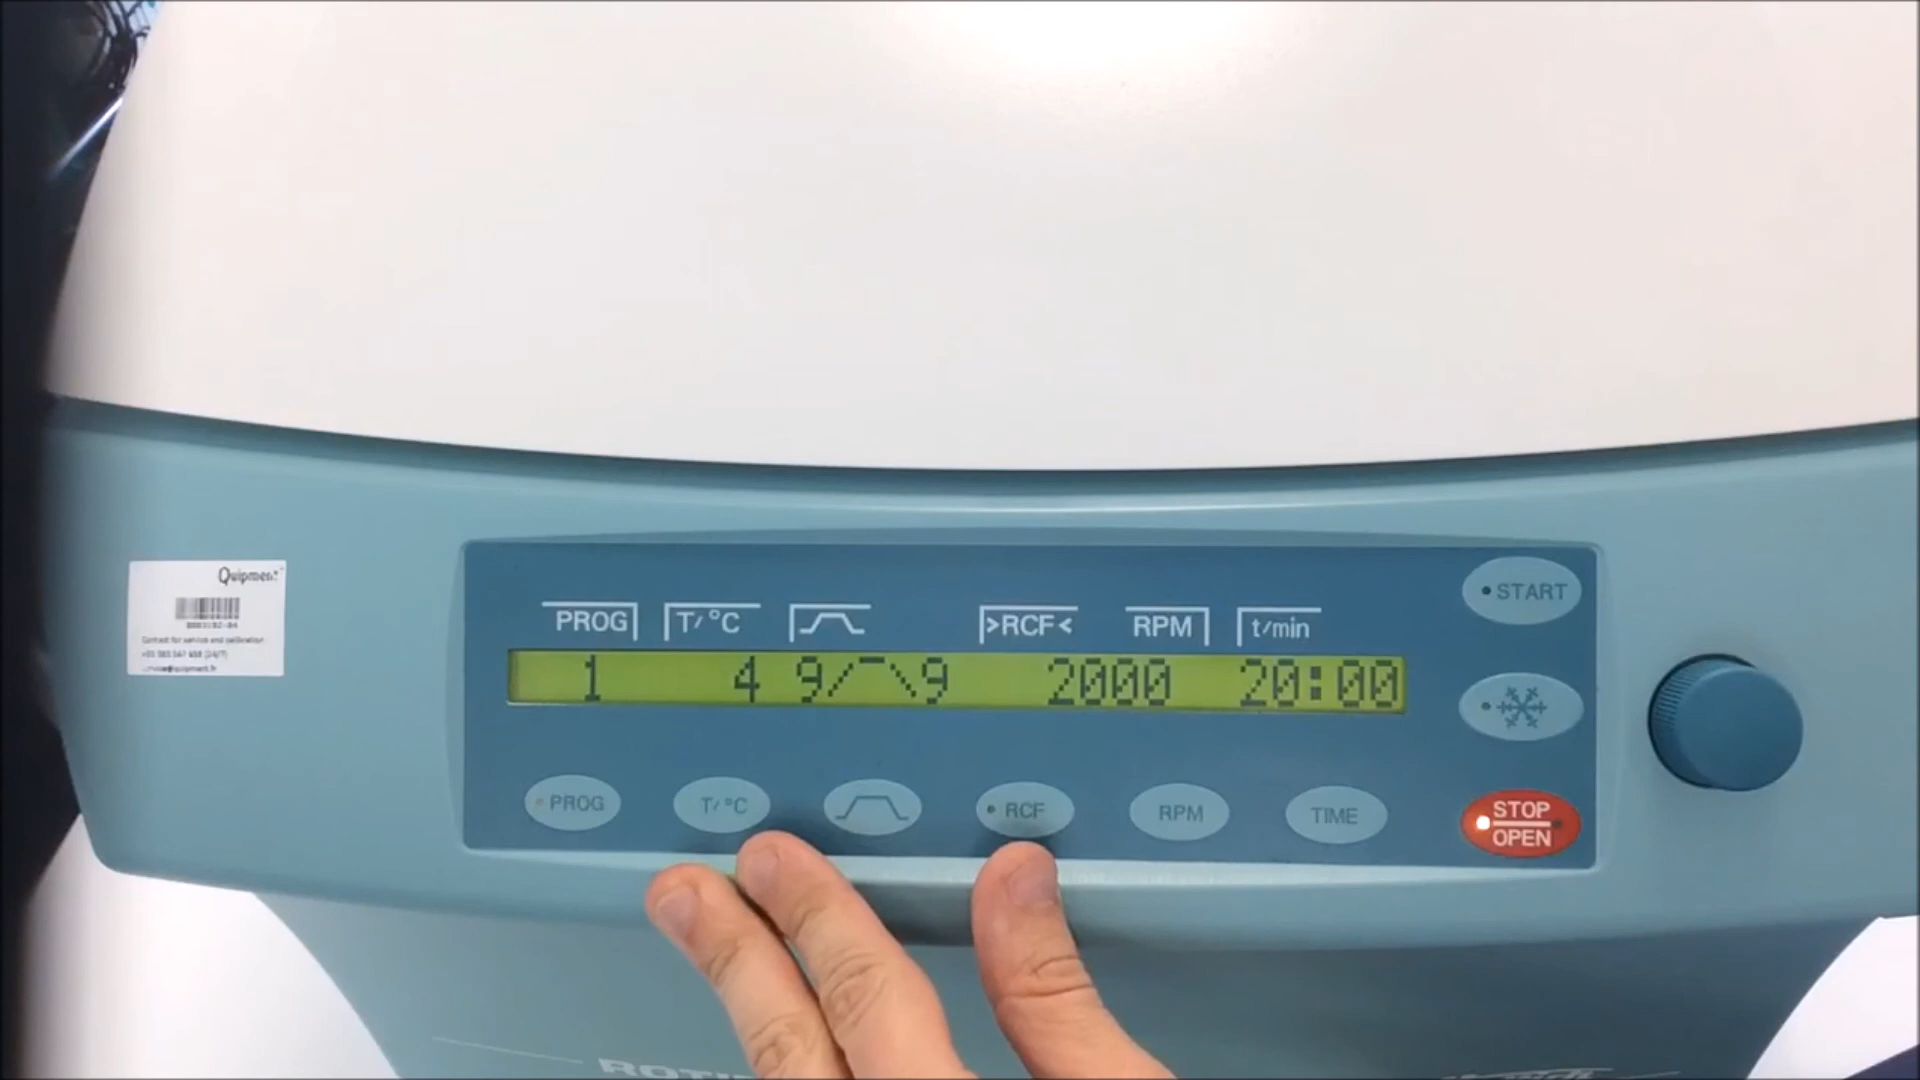 Quipment
PROG T/°C >RCF< RPM t/min
1 4 9/‾\9 2000 20:00
PROG T/°C RCF RPM TIME
START
STOP
OPEN